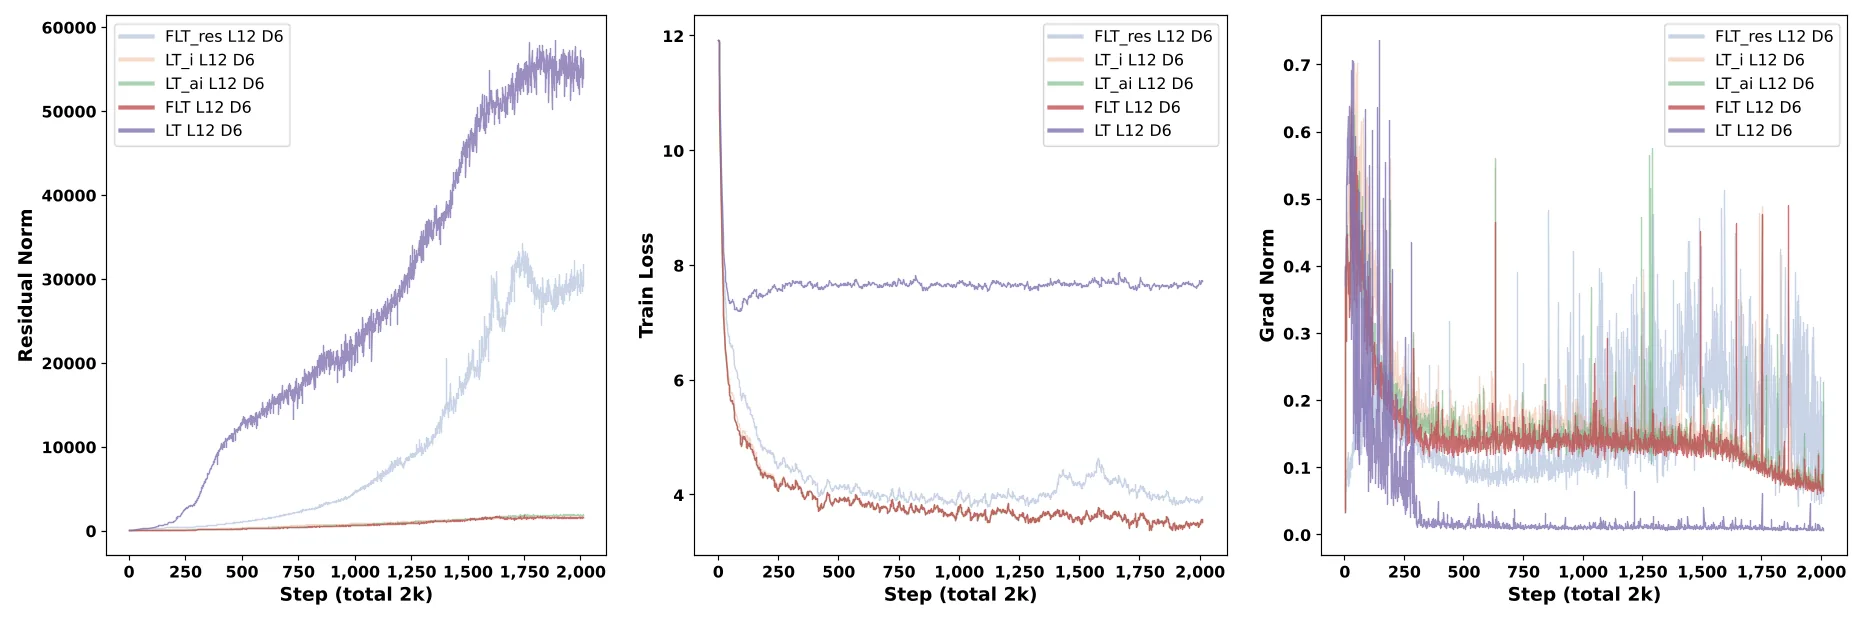 60000
50000
40000
30000
20000
10000
0
Residual Norm
FLT_res L12 D6
LT_i L12 D6
LT_ai L12 D6
FLT L12 D6
LT L12 D6
0 250 500 750 1,000 1,250 1,500 1,750 2,000
Step (total 2k)
12
10
8
6
4
Train Loss
FLT_res L12 D6
LT_i L12 D6
LT_ai L12 D6
FLT L12 D6
LT L12 D6
0 250 500 750 1,000 1,250 1,500 1,750 2,000
Step (total 2k)
0.7
0.6
0.5
0.4
0.3
0.2
0.1
0.0
Grad Norm
FLT_res L12 D6
LT_i L12 D6
LT_ai L12 D6
FLT L12 D6
LT L12 D6
0 250 500 750 1,000 1,250 1,500 1,750 2,000
Step (total 2k)